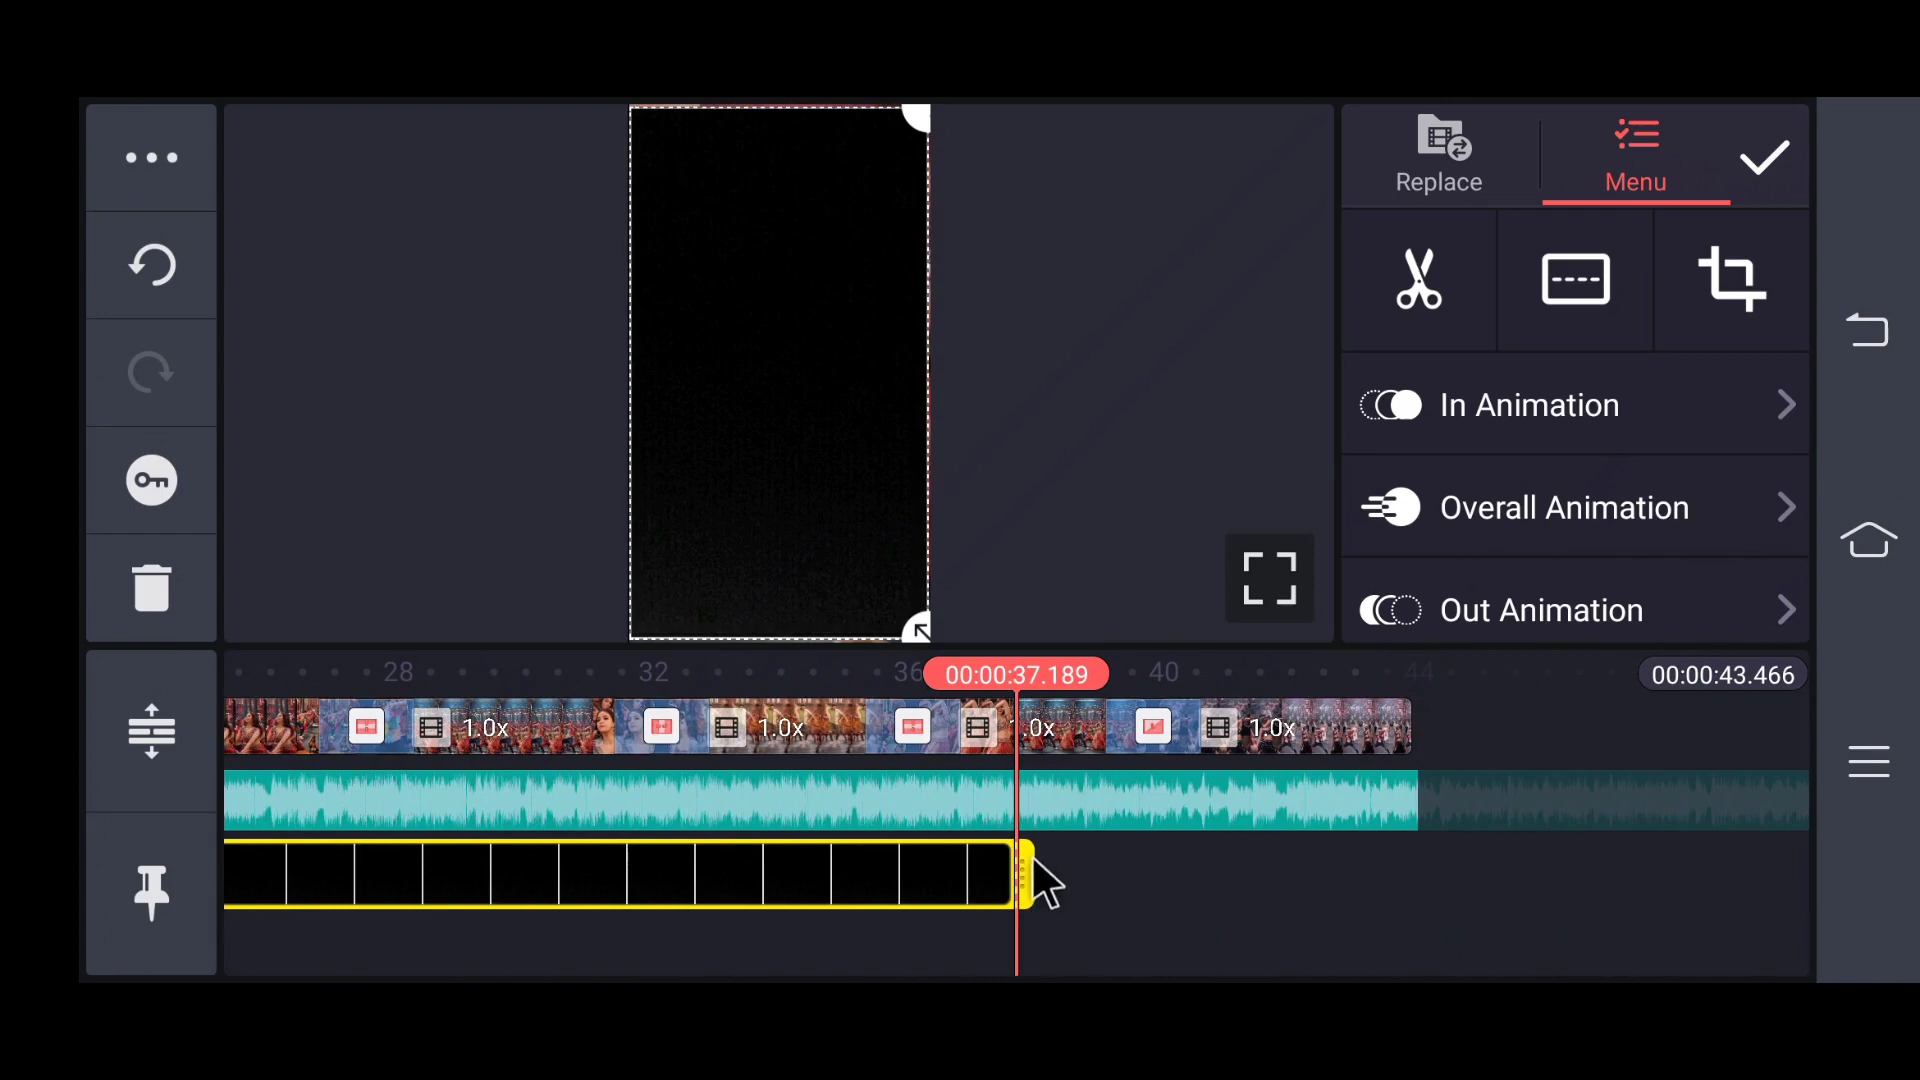 Replace
Menu
In Animation
Overall Animation
Out Animation
28
32
36
00:00:37.189
40
44
00:00:43.466
1.0x
1.0x
.0x
1.0x